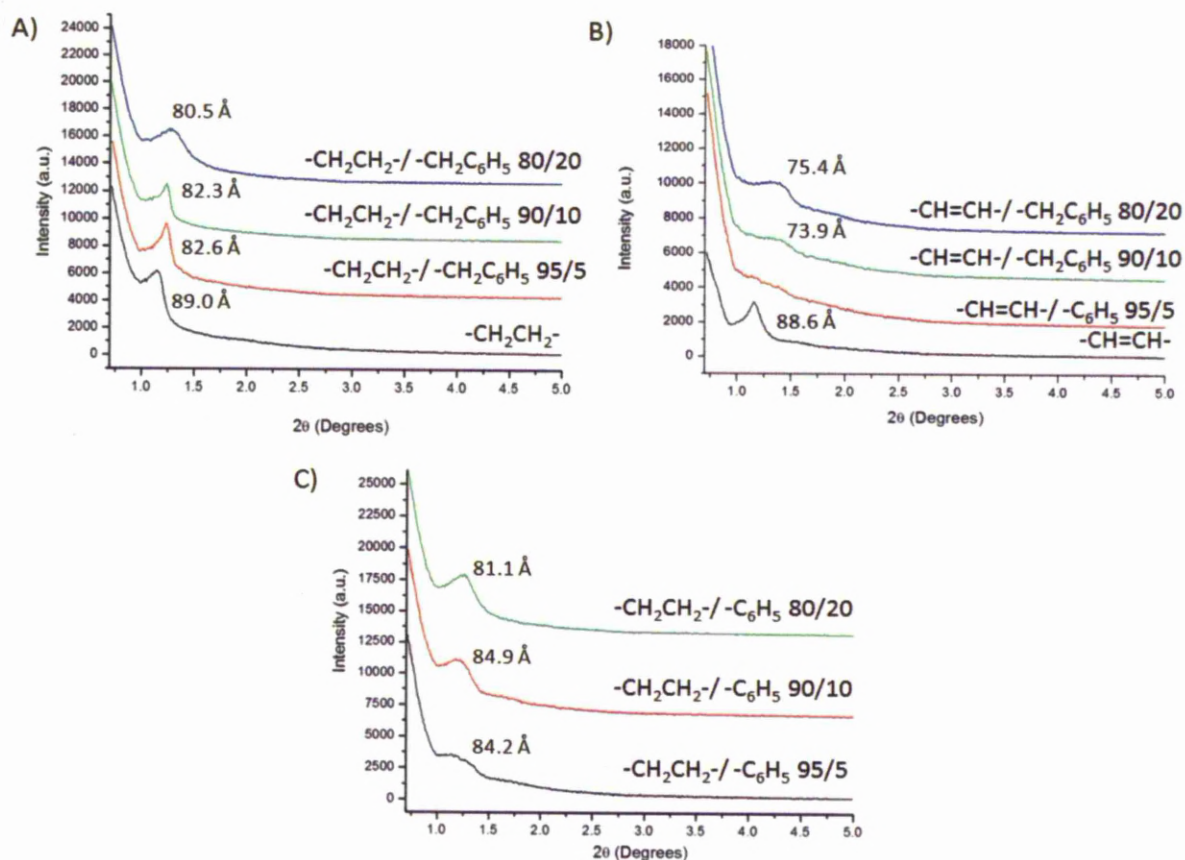 A)
Intensity (a.u.)
24000
22000
20000
18000
16000
14000
12000
10000
8000
6000
4000
2000
0
80.5 Å
-CH₂CH₂-/ -CH₂C₆H₅ 80/20
82.3 Å
-CH₂CH₂-/ -CH₂C₆H₅ 90/10
82.6 Å
-CH₂CH₂-/ -CH₂C₆H₅ 95/5
89.0 Å
-CH₂CH₂-
1.0 1.5 2.0 2.5 3.0 3.5 4.0 4.5 5.0
2θ (Degrees)
B)
Intensity (a.u.)
18000
16000
14000
12000
10000
8000
6000
4000
2000
0
75.4 Å
-CH=CH-/ -CH₂C₆H₅ 80/20
73.9 Å
-CH=CH-/ -CH₂C₆H₅ 90/10
-CH=CH-/ -C₆H₅ 95/5
88.6 Å
-CH=CH-
1.0 1.5 2.0 2.5 3.0 3.5 4.0 4.5 5.0
2θ (Degrees)
C)
Intensity (a.u.)
25000
22500
20000
17500
15000
12500
10000
7500
5000
2500
0
81.1 Å
-CH₂CH₂-/ -C₆H₅ 80/20
84.9 Å
-CH₂CH₂-/ -C₆H₅ 90/10
84.2 Å
-CH₂CH₂-/ -C₆H₅ 95/5
1.0 1.5 2.0 2.5 3.0 3.5 4.0 4.5 5.0
2θ (Degrees)